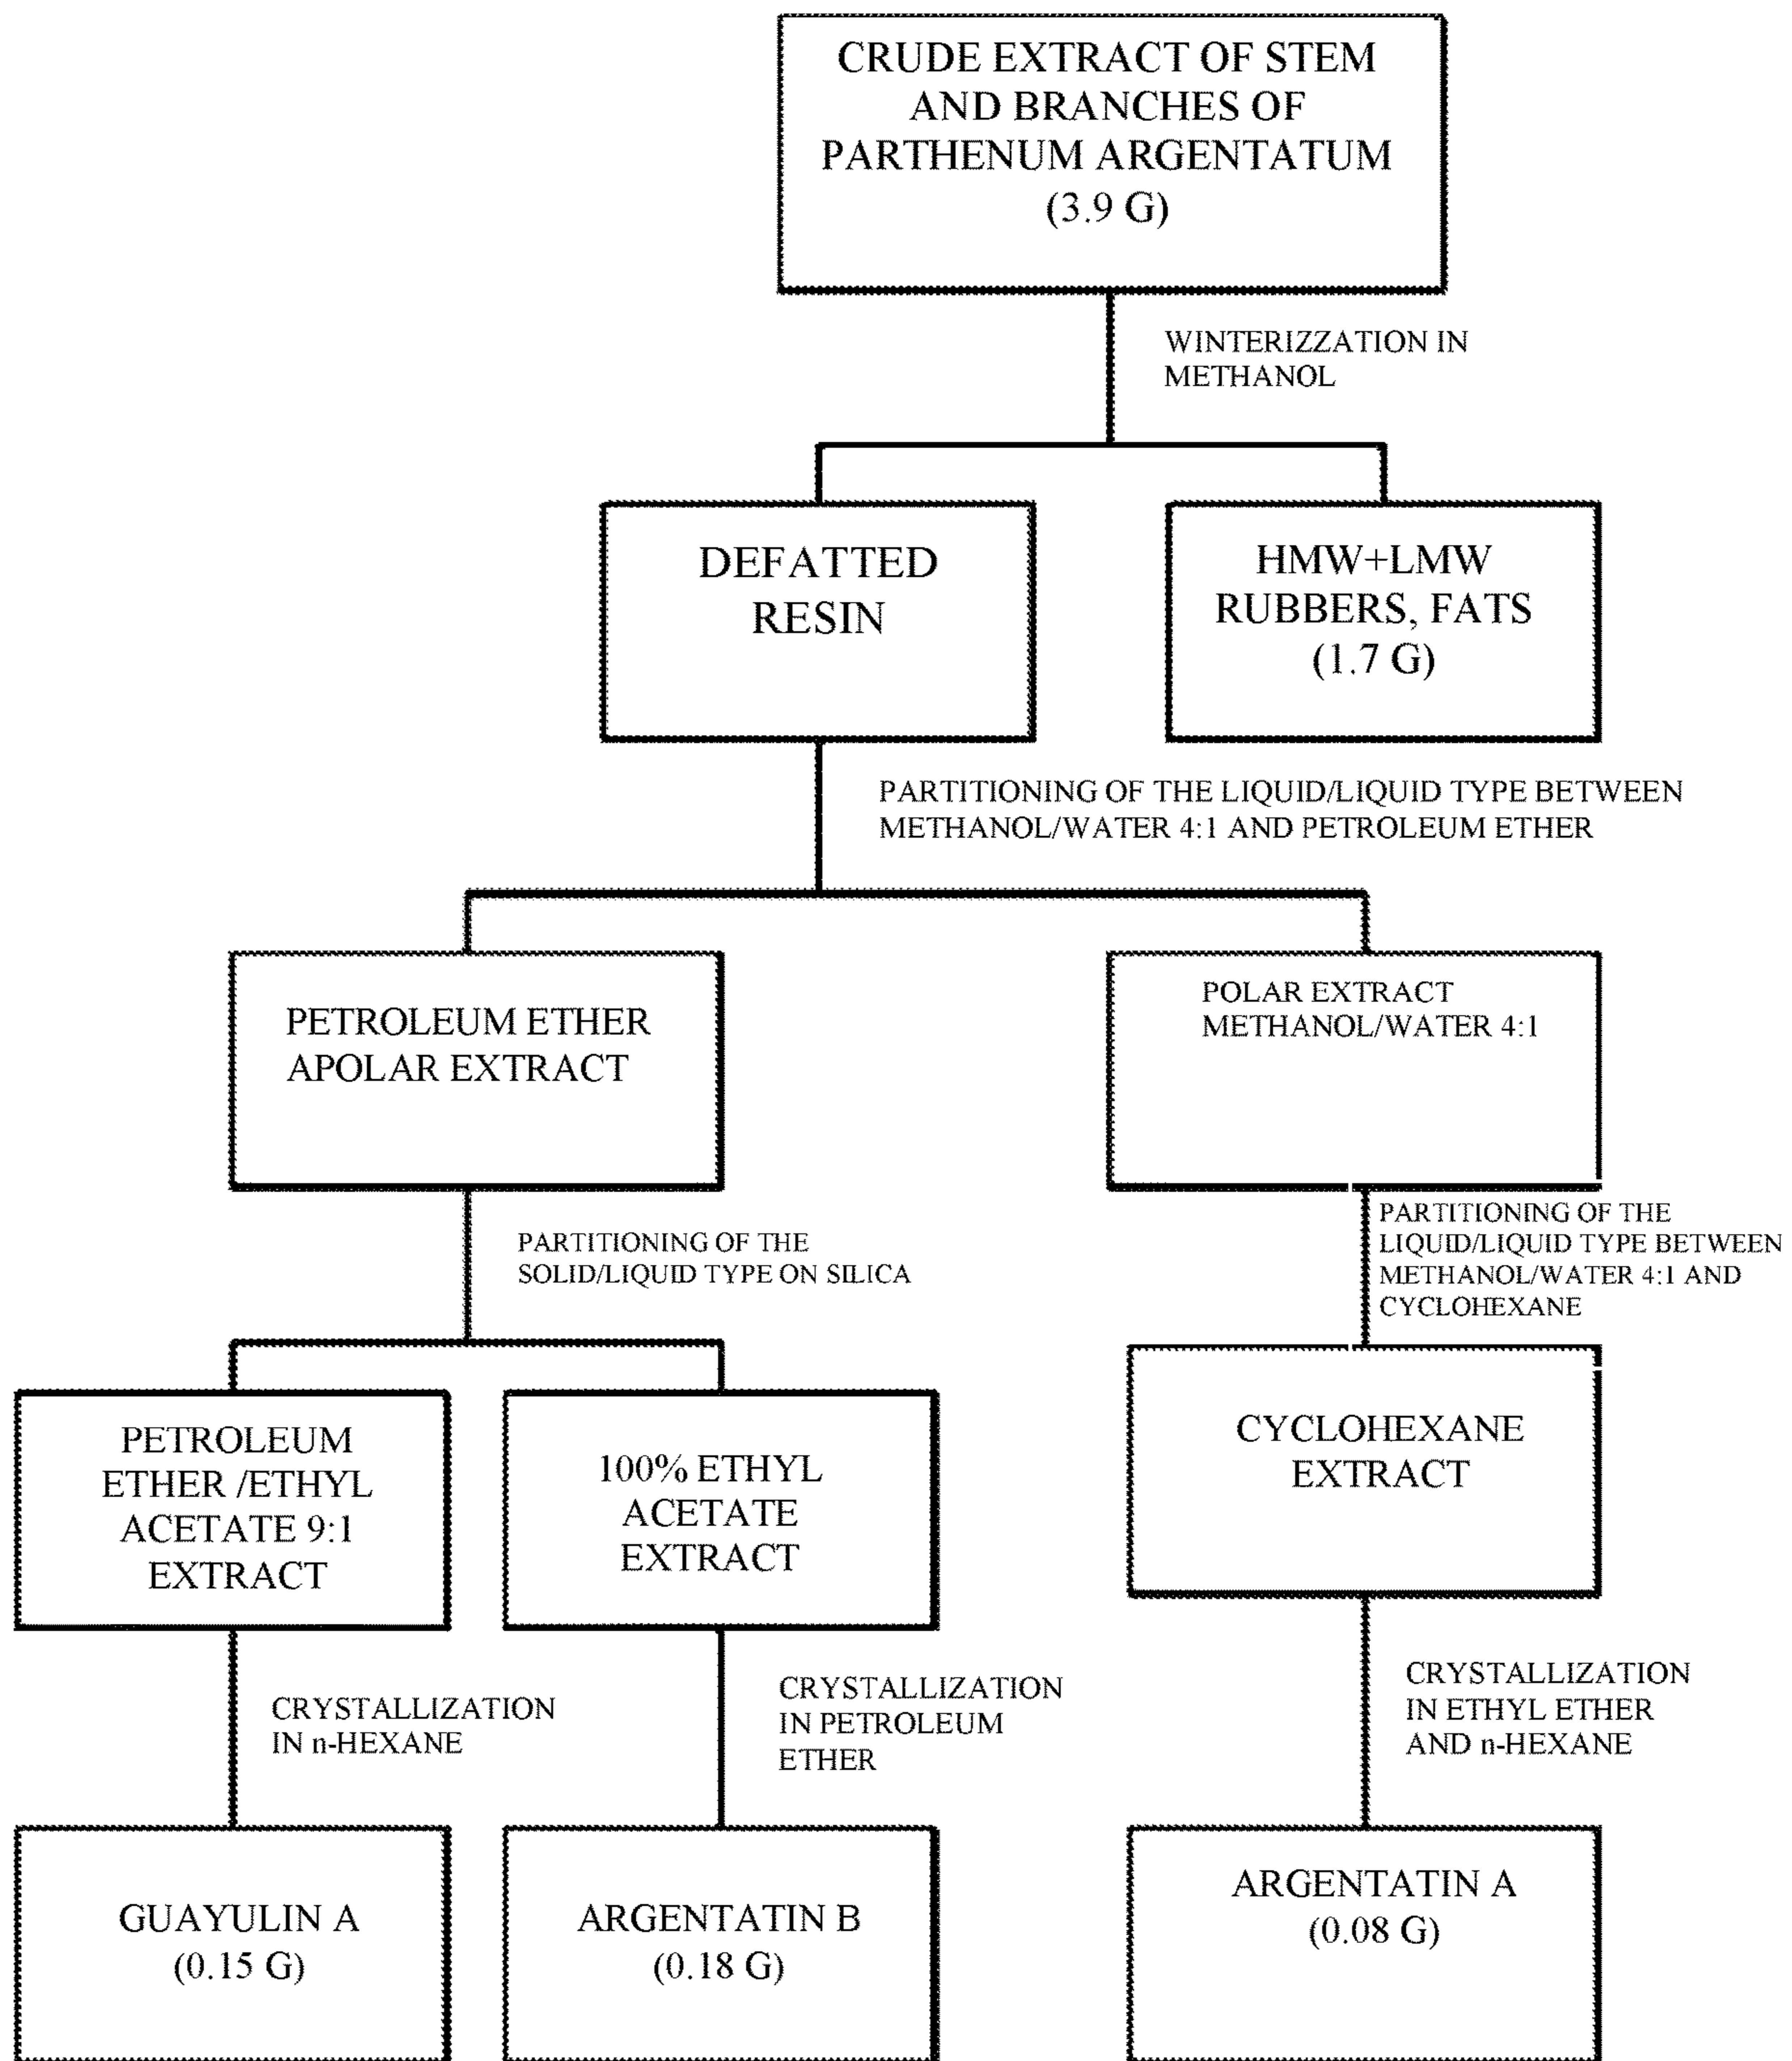 CRUDE EXTRACT OF STEM
AND BRANCHES OF
PARTHENUM ARGENTATUM
(3.9 G)
WINTERIZZATION IN
METHANOL
DEFATTED
RESIN
HMW+LMW
RUBBERS, FATS
(1.7 G)
PARTITIONING OF THE LIQUID/LIQUID TYPE BETWEEN
METHANOL/WATER 4:1 AND PETROLEUM ETHER
PETROLEUM ETHER
APOLAR EXTRACT
POLAR EXTRACT
METHANOL/WATER 4:1
PARTITIONING OF THE
SOLID/LIQUID TYPE ON SILICA
PARTITIONING OF THE
LIQUID/LIQUID TYPE BETWEEN
METHANOL/WATER 4:1 AND
CYCLOHEXANE
PETROLEUM
ETHER /ETHYL
ACETATE 9:1
EXTRACT
100% ETHYL
ACETATE
EXTRACT
CYCLOHEXANE
EXTRACT
CRYSTALLIZATION
IN n-HEXANE
CRYSTALLIZATION
IN PETROLEUM
ETHER
CRYSTALLIZATION
IN ETHYL ETHER
AND n-HEXANE
GUAYULIN A
(0.15 G)
ARGENTATIN B
(0.18 G)
ARGENTATIN A
(0.08 G)